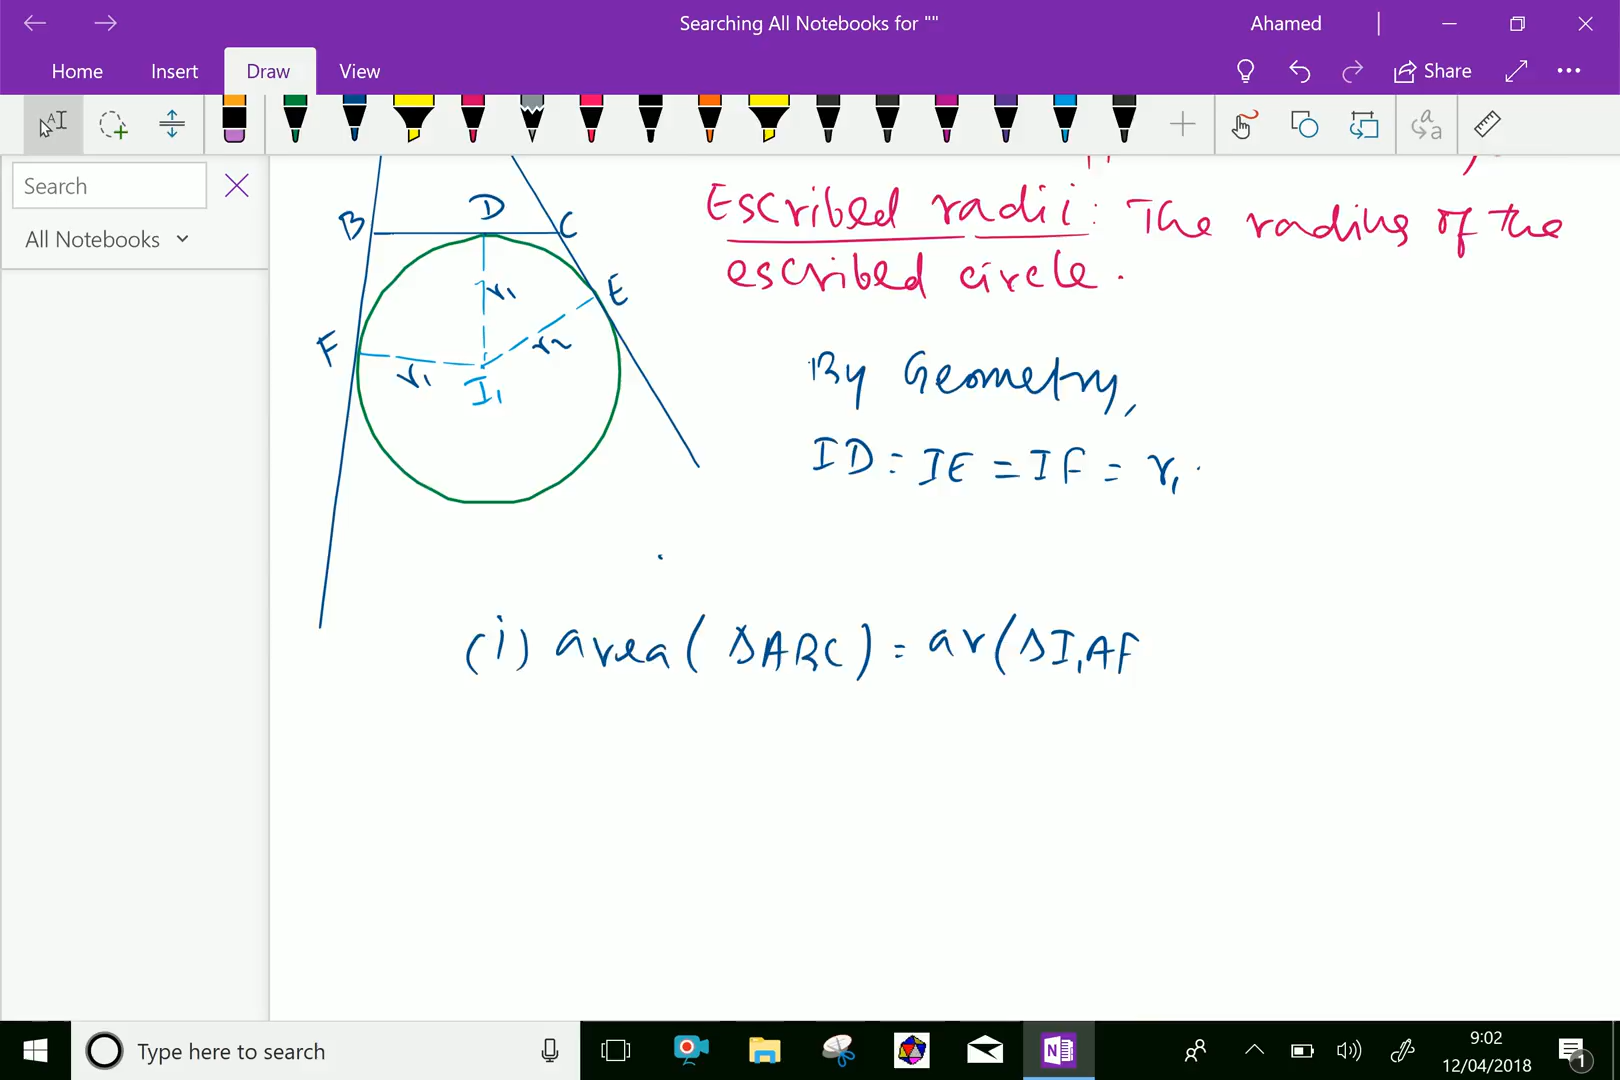 Searching All Notebooks for ""
Ahamed
Home Insert Draw View
Share
Search
All Notebooks
Escribed radii: The radius of the
escribed circle.
B D C
r₁ E
F r₂
r₁ I₁
By Geometry,
ID = IE = IF = r₁.
(i) area(ΔABC) = ar(ΔI₁AF
Type here to search
9:02
12/04/2018
1